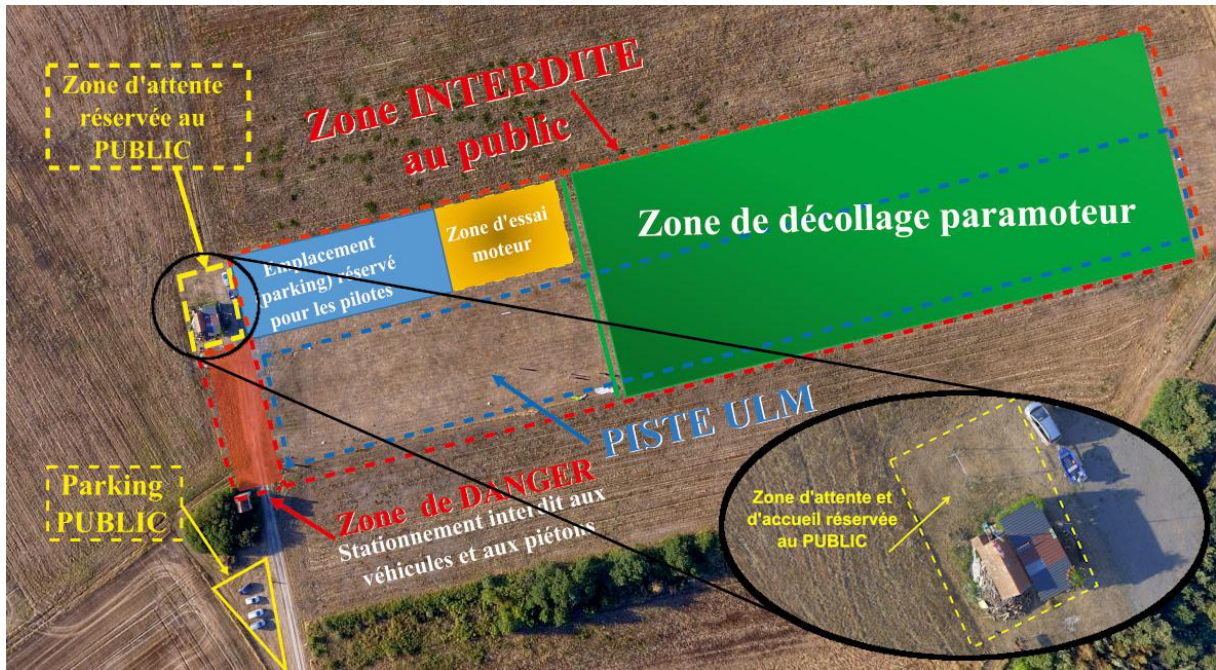 Zone d'attente
réservée au
PUBLIC
Zone INTERDITE
au public
Emplacement
(parking) réservé
pour les pilotes
Zone d'essai
moteur
Zone de décollage paramoteur
PISTE ULM
Zone de DANGER
Stationnement interdit aux
véhicules et aux piétons
Parking
PUBLIC
Zone d'attente et
d'accueil réservée
au PUBLIC